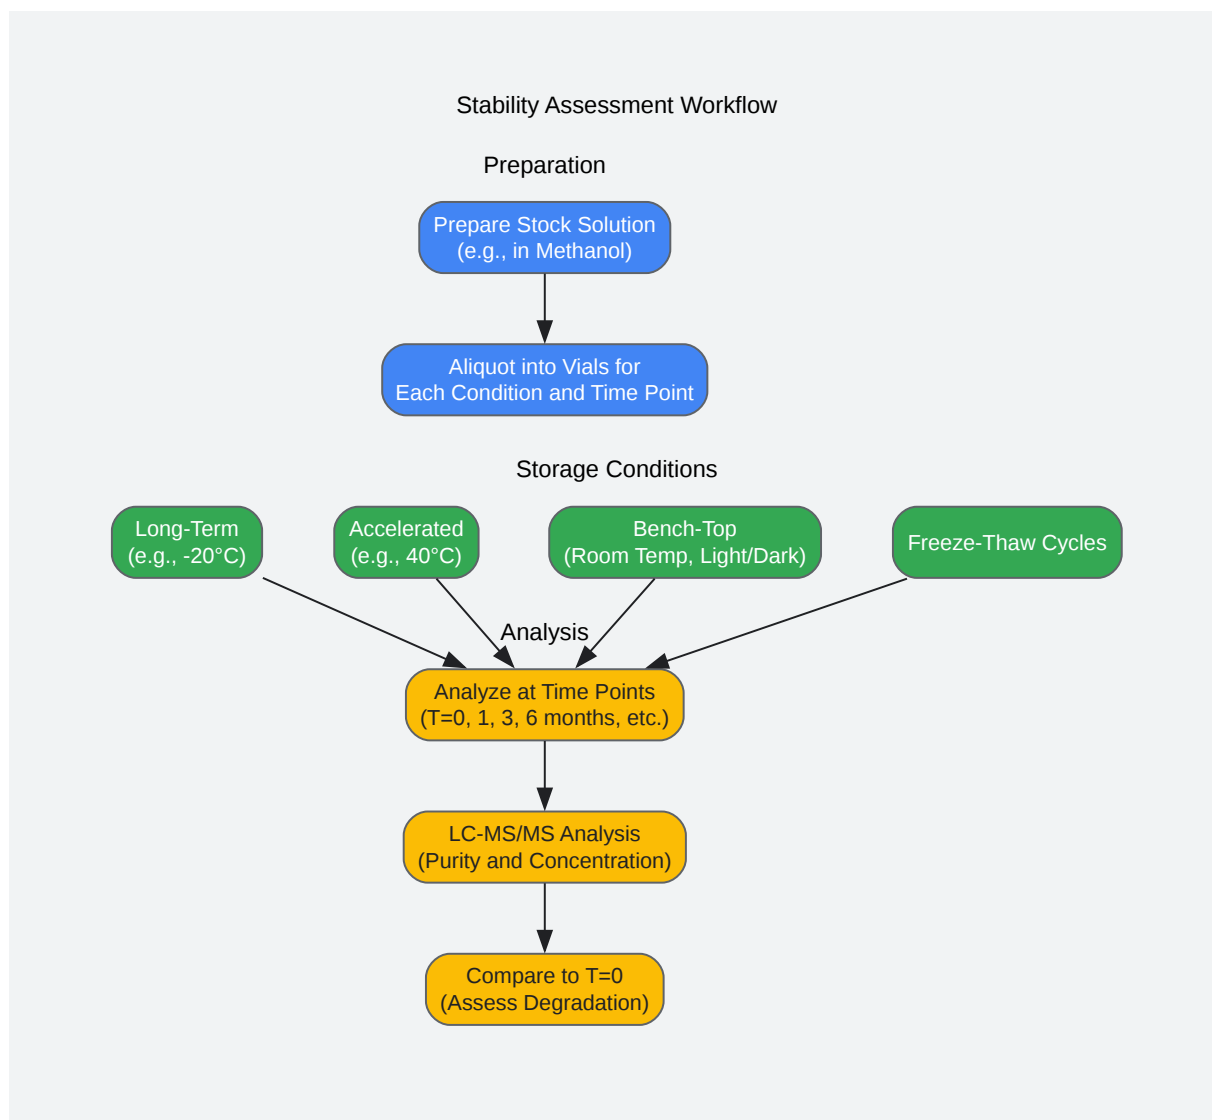 Stability Assessment Workflow
Preparation
Prepare Stock Solution
(e.g., in Methanol)
Aliquot into Vials for
Each Condition and Time Point
Storage Conditions
Long-Term
(e.g., -20°C)
Accelerated
(e.g., 40°C)
Bench-Top
(Room Temp, Light/Dark)
Freeze-Thaw Cycles
Analysis
Analyze at Time Points
(T=0, 1, 3, 6 months, etc.)
LC-MS/MS Analysis
(Purity and Concentration)
Compare to T=0
(Assess Degradation)